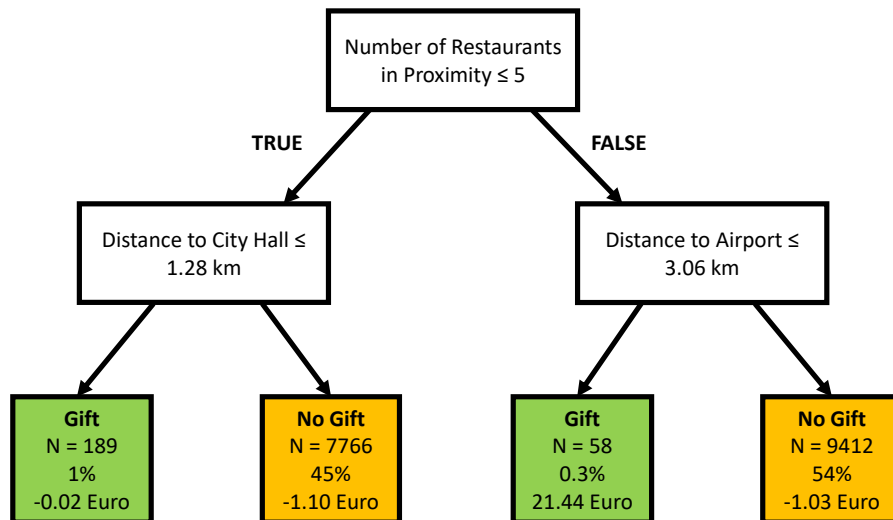 Number of Restaurants
in Proximity ≤ 5
TRUE
FALSE
Distance to City Hall ≤
1.28 km
Distance to Airport ≤
3.06 km
Gift
N = 189
1%
-0.02 Euro
No Gift
N = 7766
45%
-1.10 Euro
Gift
N = 58
0.3%
21.44 Euro
No Gift
N = 9412
54%
-1.03 Euro